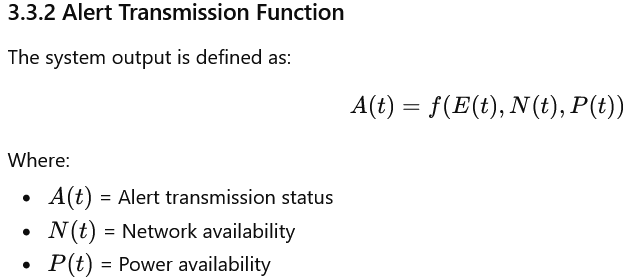 3.3.2 Alert Transmission Function
The system output is defined as:
A(t) = f(E(t), N(t), P(t))
Where:
• A(t) = Alert transmission status
• N(t) = Network availability
• P(t) = Power availability